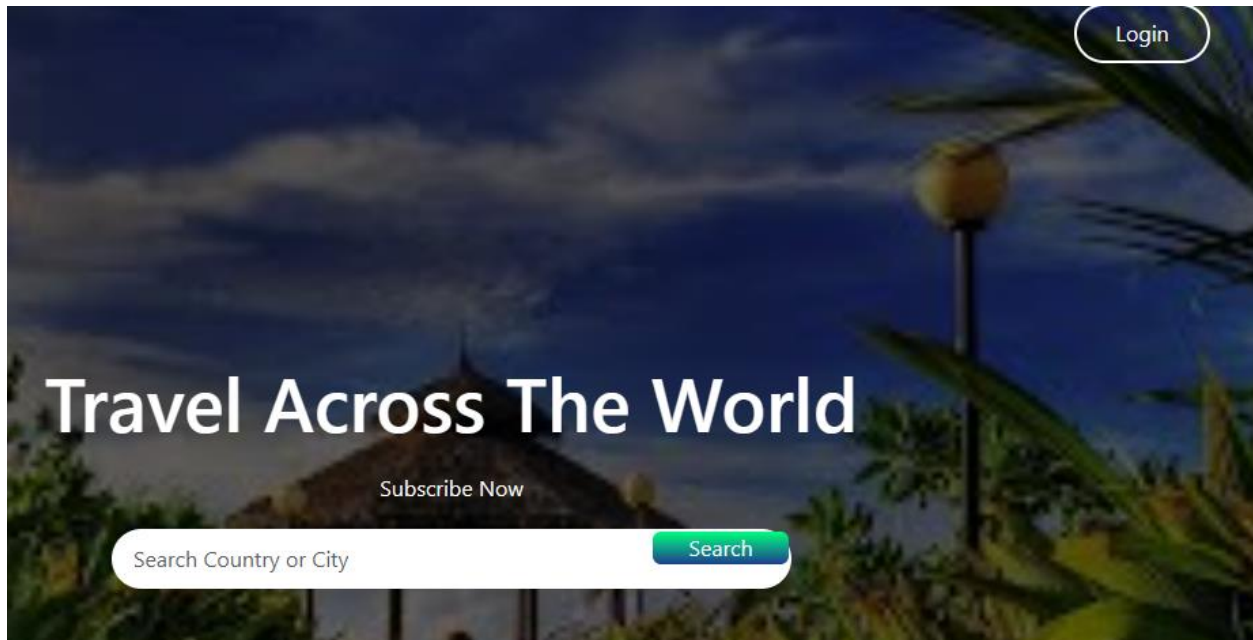 Login
Travel Across The World
Subscribe Now
Search Country or City
Search